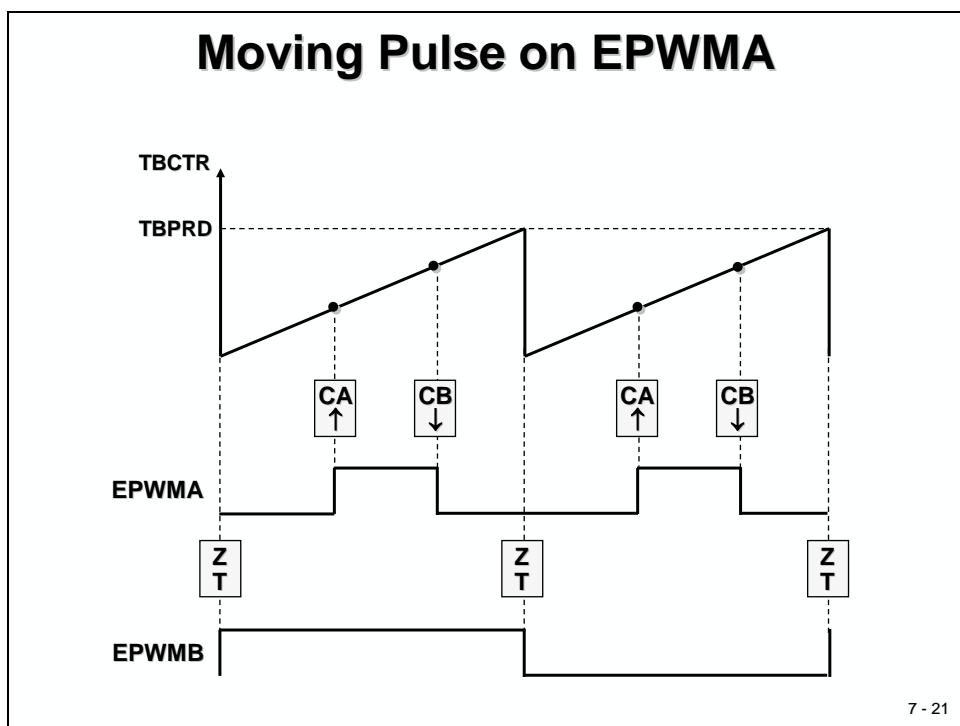 Moving Pulse on EPWMA
TBCTR
TBPRD
CA CB CA CB
↑ ↓ ↑ ↓
EPWMA
Z Z Z
T T T
EPWMB
7 - 21